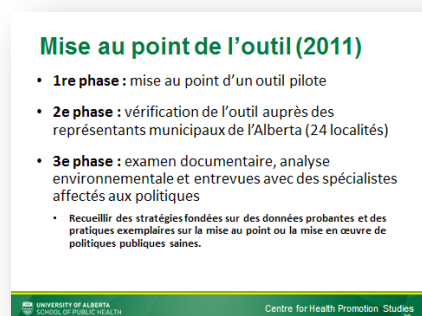 Mise au point de l’outil (2011)
• 1re phase : mise au point d’un outil pilote
• 2e phase : vérification de l’outil auprès des
représentants municipaux de l’Alberta (24 localités)
• 3e phase : examen documentaire, analyse
environnementale et entrevues avec des spécialistes
affectés aux politiques
• Recueillir des stratégies fondées sur des données probantes et des
pratiques exemplaires sur la mise au point ou la mise en œuvre de
politiques publiques saines.
UNIVERSITY OF ALBERTA
SCHOOL OF PUBLIC HEALTH
Centre for Health Promotion Studies